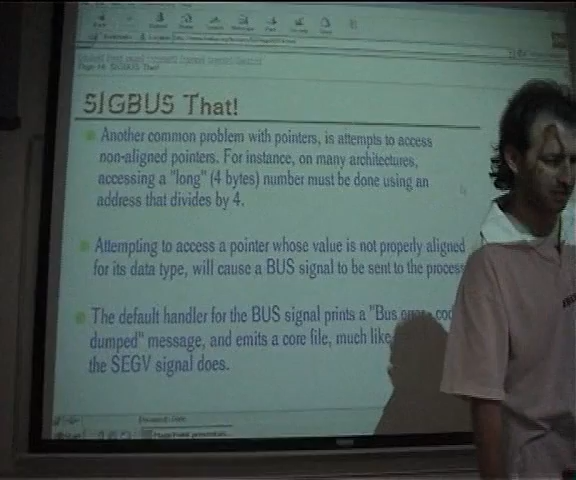 SIGBUS That!
Another common problem with pointers, is attempts to access
non-aligned pointers. For instance, on many architectures,
accessing a "long" (4 bytes) number must be done using an
address that divides by 4.
Attempting to access a pointer whose value is not properly aligned
for its data type, will cause a BUS signal to be sent to the process
The default handler for the BUS signal prints a "Bus
dumped" message, and emits a core file, much like
the SEGV signal does.